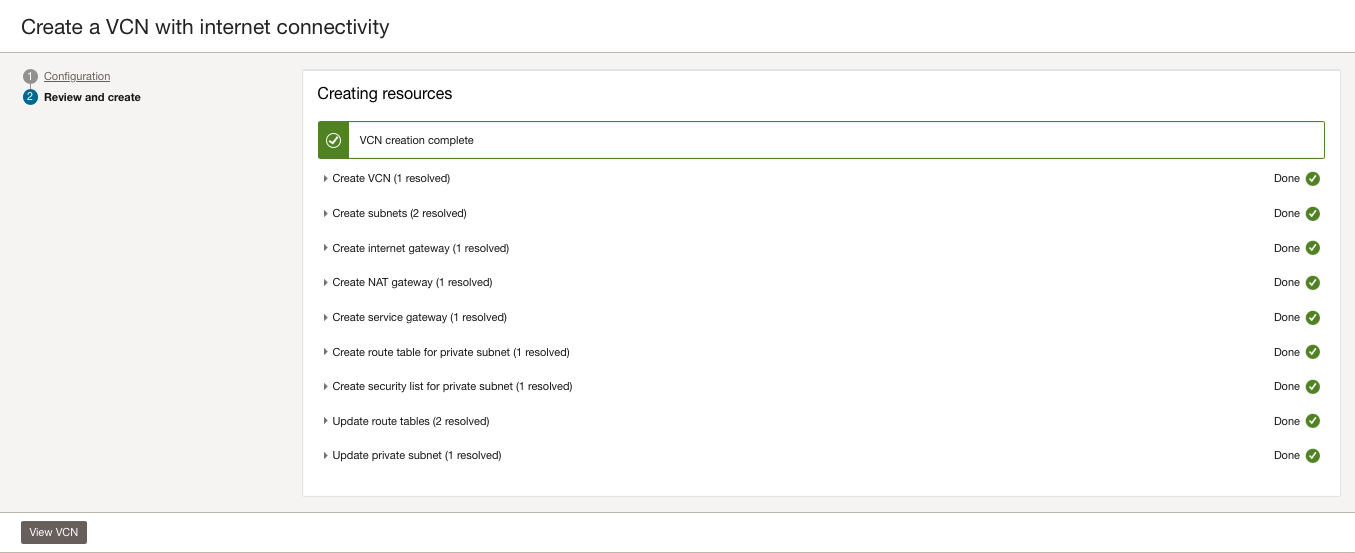 Create a VCN with internet connectivity
1 Configuration
2 Review and create
Creating resources
VCN creation complete
Create VCN (1 resolved) Done
Create subnets (2 resolved) Done
Create internet gateway (1 resolved) Done
Create NAT gateway (1 resolved) Done
Create service gateway (1 resolved) Done
Create route table for private subnet (1 resolved) Done
Create security list for private subnet (1 resolved) Done
Update route tables (2 resolved) Done
Update private subnet (1 resolved) Done
View VCN